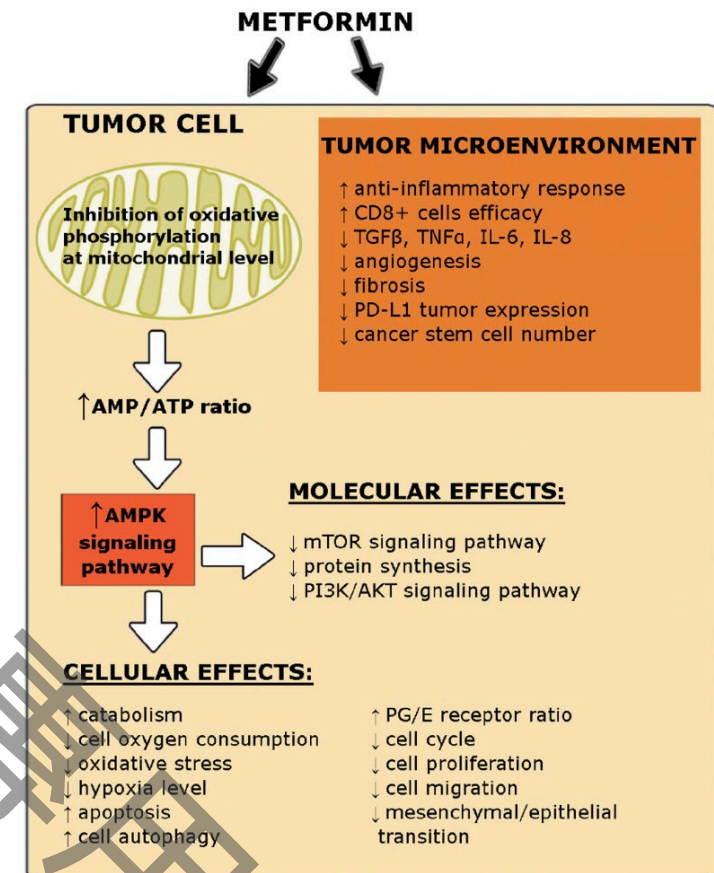 METFORMIN
TUMOR CELL
Inhibition of oxidative
phosphorylation
at mitochondrial level
↑AMP/ATP ratio
↑AMPK
signaling
pathway
TUMOR MICROENVIRONMENT
↑ anti-inflammatory response
↑ CD8+ cells efficacy
↓ TGFβ, TNFα, IL-6, IL-8
↓ angiogenesis
↓ fibrosis
↓ PD-L1 tumor expression
↓ cancer stem cell number
MOLECULAR EFFECTS:
↓ mTOR signaling pathway
↓ protein synthesis
↓ PI3K/AKT signaling pathway
CELLULAR EFFECTS:
↑ catabolism
↓ cell oxygen consumption
↓ oxidative stress
↓ hypoxia level
↑ apoptosis
↑ cell autophagy
↑ PG/E receptor ratio
↓ cell cycle
↓ cell proliferation
↓ cell migration
↓ mesenchymal/epithelial
transition